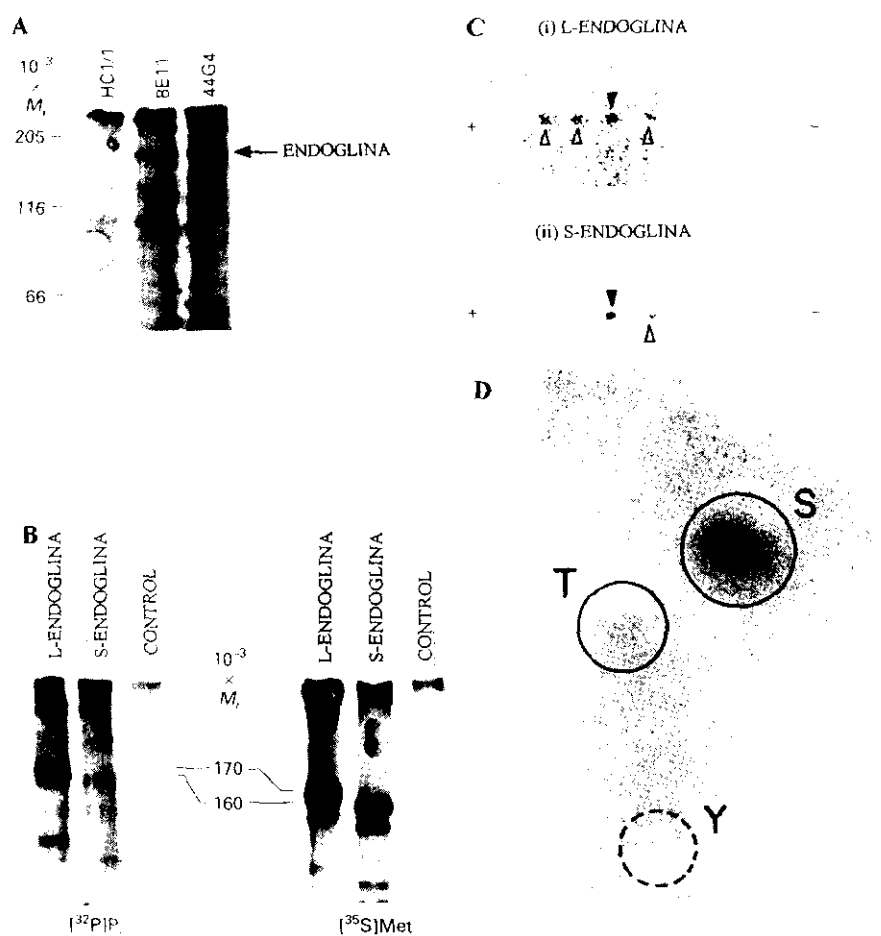 A
10⁻³
×
Mr
HC1/1
8E11
44G4
205
116
66
ENDOGLINA
B
L-ENDOGLINA
S-ENDOGLINA
CONTROL
10⁻³
×
Mr
170
160
L-ENDOGLINA
S-ENDOGLINA
CONTROL
[³²P]P
[³⁵S]Met
C
(i) L-ENDOGLINA
+ −
(ii) S-ENDOGLINA
+ −
D
S
T
Y